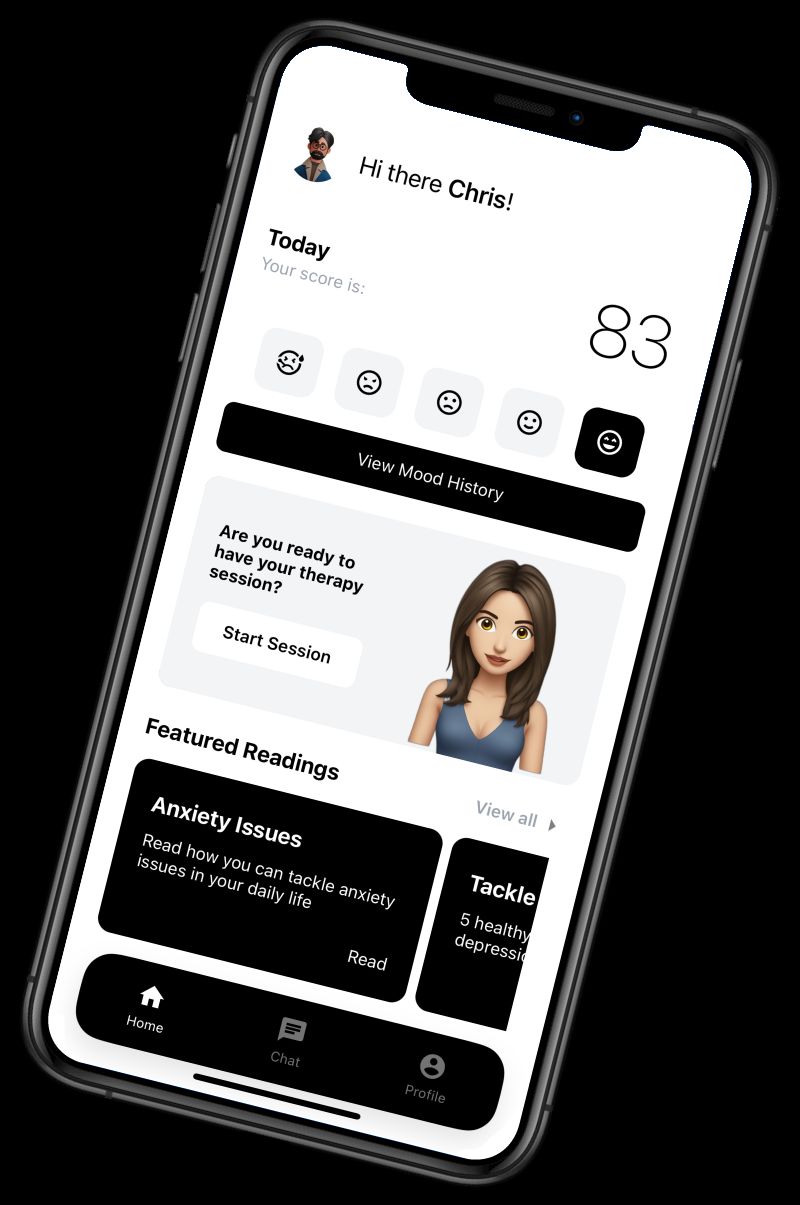 Hi there Chris!
Today
Your score is:
83
View Mood History
Are you ready to
have your therapy
session?
Start Session
Featured Readings
View all
Anxiety Issues
Read how you can tackle anxiety
issues in your daily life
Read
Tackle
5 healthy
Home
Chat
Profile